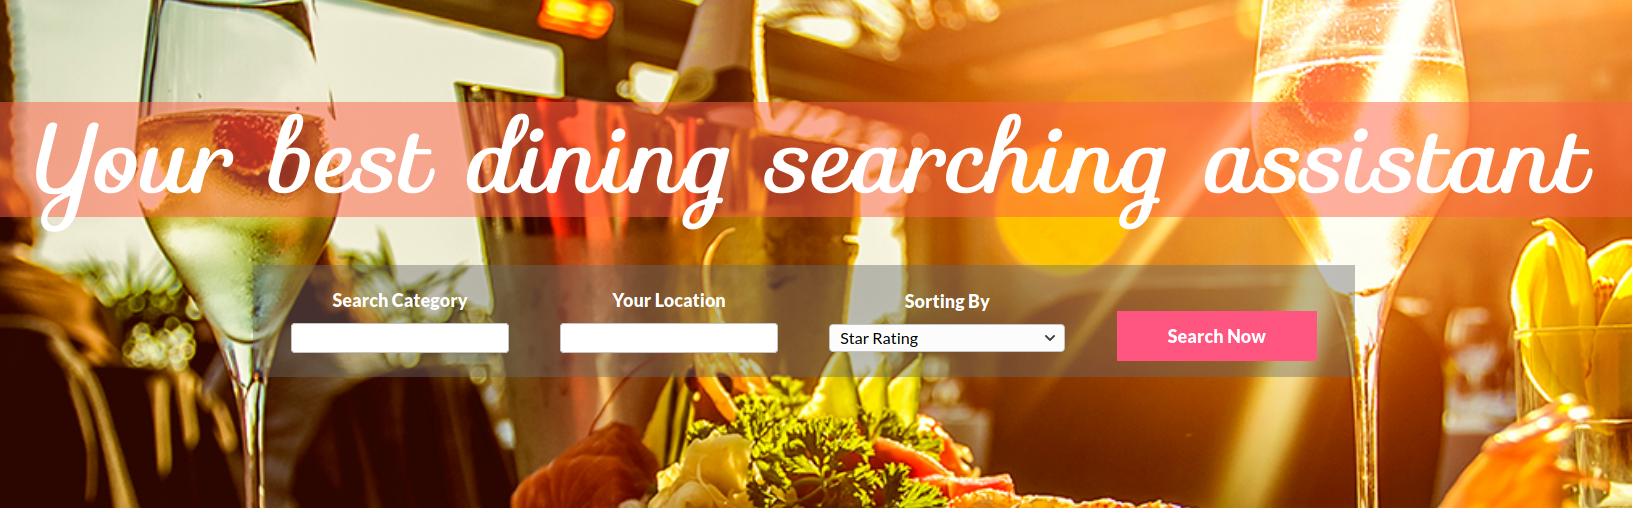 Your best dining searching assistant
Search Category
Your Location
Sorting By
Star Rating
Search Now